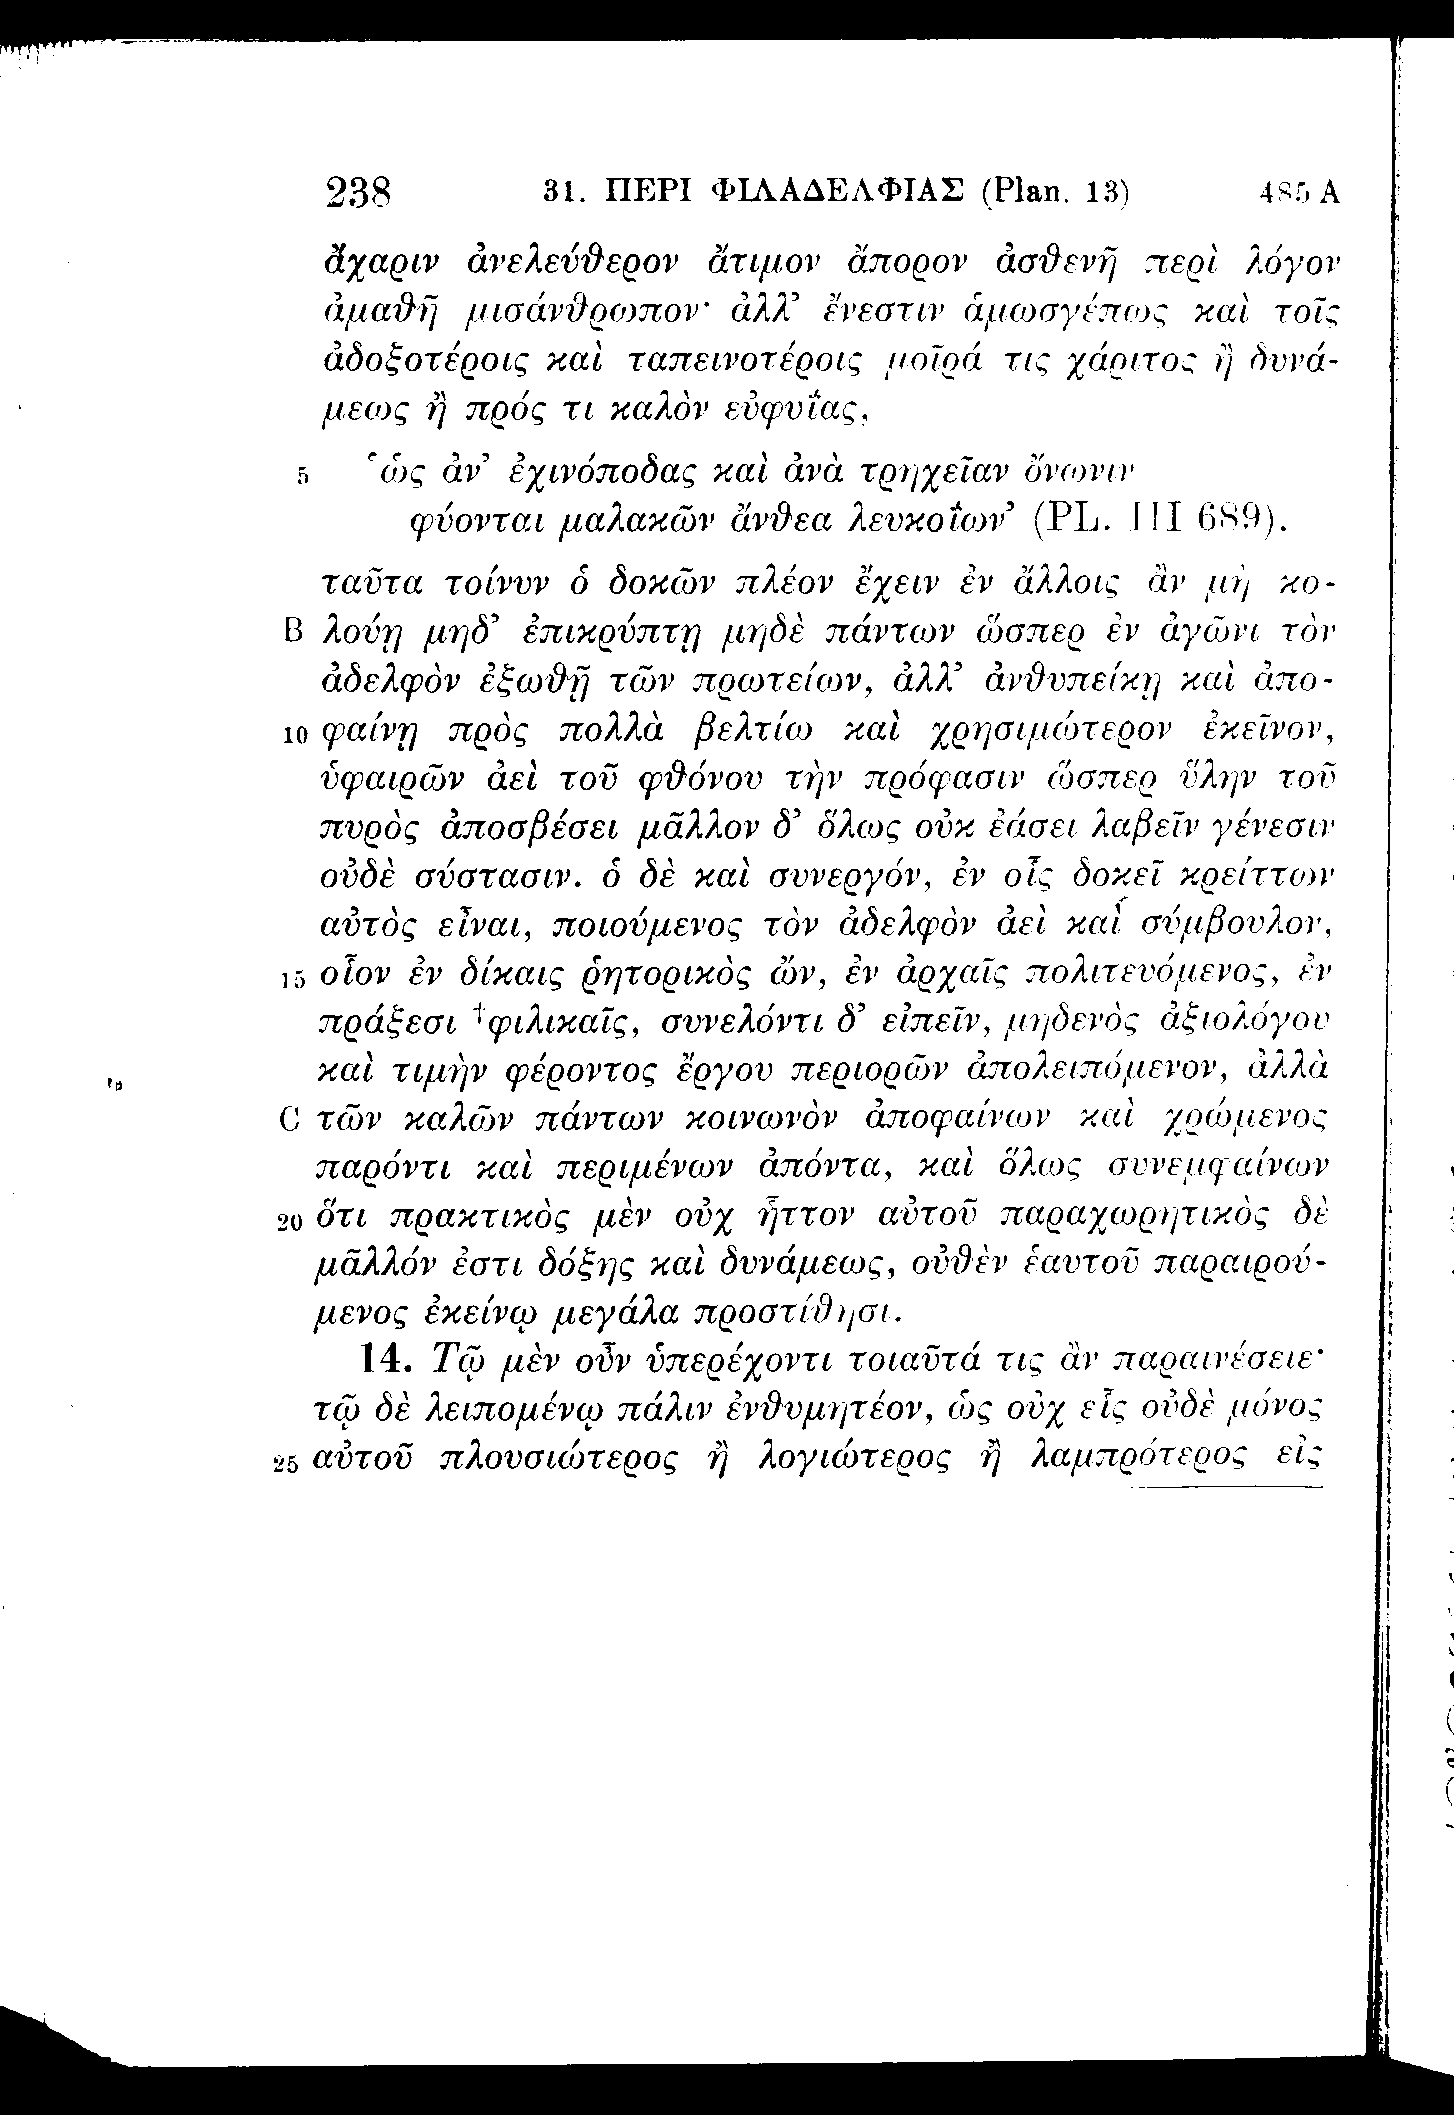 238 31. ΠΕΡΙ ΦΙΛΑΔΕΛΦΙΑΣ (Plan. 13) 485 A
ἄχαριν ἀνελεύθερον ἄτιμον ἄπορον ἀσθενῆ περὶ λόγον
ἀμαθῆ μισάνθρωπον· ἀλλ’ ἔνεστιν ἁμωσγέπως καὶ τοῖς
ἀδοξοτέροις καὶ ταπεινοτέροις μοῖρά τις χάριτος ἢ δυνά-
μεως ἢ πρός τι καλὸν εὐφυΐας,
5 ‘ὡς ἀν’ ἐχινόποδας καὶ ἀνὰ τρηχεῖαν ὄνωνιν
φύονται μαλακῶν ἄνθεα λευκοΐων’ (PL. III 689).
ταῦτα τοίνυν ὁ δοκῶν πλέον ἔχειν ἐν ἄλλοις ἂν μὴ κο-
B λούῃ μηδ’ ἐπικρύπτῃ μηδὲ πάντων ὥσπερ ἐν ἀγῶνι τὸν
ἀδελφὸν ἐξωθῇ τῶν πρωτείων, ἀλλ’ ἀνθυπείκῃ καὶ ἀπο-
10 φαίνῃ πρὸς πολλὰ βελτίω καὶ χρησιμώτερον ἐκεῖνον,
ὑφαιρῶν ἀεὶ τοῦ φθόνου τὴν πρόφασιν ὥσπερ ὕλην τοῦ
πυρὸς ἀποσβέσει μᾶλλον δ’ ὅλως οὐκ ἐάσει λαβεῖν γένεσιν
οὐδὲ σύστασιν. ὁ δὲ καὶ συνεργόν, ἐν οἷς δοκεῖ κρείττων
αὐτὸς εἶναι, ποιούμενος τὸν ἀδελφὸν ἀεὶ καὶ σύμβουλον,
15 οἷον ἐν δίκαις ῥητορικὸς ὤν, ἐν ἀρχαῖς πολιτευόμενος, ἐν
πράξεσι †φιλικαῖς, συνελόντι δ’ εἰπεῖν, μηδενὸς ἀξιολόγου
καὶ τιμὴν φέροντος ἔργου περιορῶν ἀπολειπόμενον, ἀλλὰ
C τῶν καλῶν πάντων κοινωνὸν ἀποφαίνων καὶ χρώμενος
παρόντι καὶ περιμένων ἀπόντα, καὶ ὅλως συνεμφαίνων
20 ὅτι πρακτικὸς μὲν οὐχ ἧττον αὐτοῦ παραχωρητικὸς δὲ
μᾶλλόν ἐστι δόξης καὶ δυνάμεως, οὐθὲν ἑαυτοῦ παραιρού-
μενος ἐκείνῳ μεγάλα προστίθησι.
14. Τῷ μὲν οὖν ὑπερέχοντι τοιαῦτά τις ἂν παραινέσειε·
τῷ δὲ λειπομένῳ πάλιν ἐνθυμητέον, ὡς οὐχ εἷς οὐδὲ μόνος
25 αὐτοῦ πλουσιώτερος ἢ λογιώτερος ἢ λαμπρότερος εἰς